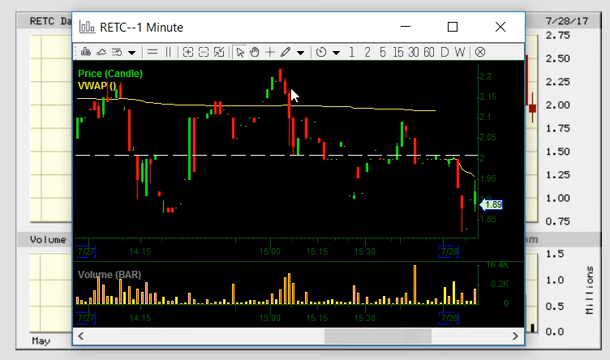 RETC Da
7/28/17
RETC--1 Minute
1 2 5 15 30 60 D W
Price (Candle)
VWAP ()
2.2
2.15
2.1
2.05
2
1.95
1.89
1.85
7/27 14:15 15:00 15:15 15:30 7/28
Volume (BAR)
16.4K
8.2K
0
7/27 14:15 15:00 15:15 15:30 7/28
2.75
2.50
2.25
2.00
1.75
1.50
1.25
1.00
0.75
Volume
om
1.5
1.0
0.5
0.0
Millions
May